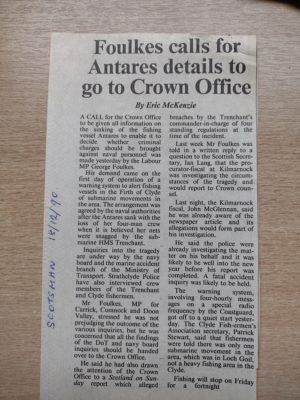 Foulkes calls for
Antares details to
go to Crown Office
By Eric McKenzie
A CALL for the Crown Office
to be given all information on
the sinking of the fishing
vessel Antares to enable it to
decide whether criminal
charges should be brought
against naval personnel was
made yesterday by the Labour
MP George Foulkes.
His demand came on the
first day of operation of a
warning system to alert fishing
vessels in the Firth of Clyde
of submarine movements in
the area. The arrangement was
agreed by the naval authorities
after the Antares sank with the
loss of her four-man crew
when it is believed her nets
were snagged by the sub-
marine HMS Trenchant.
Inquiries into the tragedy
are under way by the navy
board and the marine accident
branch of the Ministry of
Transport. Strathclyde Police
have also interviewed crew
members of the Trenchant
and Clyde fishermen.
Mr Foulkes, MP for
Carrick, Cumnock and Doon
Valley, stressed he was not
prejudging the outcome of the
various inquiries, but he was
concerned that all the findings
of the DoT and navy board
inquiries should be handed
over to the Crown Office.
He said he had also drawn
the attention of the Crown
Office to a Scotland on Sun-
day report which alleged
breaches by the Trenchant's
commander-in-charge of four
standing regulations at the
time of the incident.
Last week Mr Foulkes was
told in a written reply to a
question to the Scottish Secre-
tary, Ian Lang, that the pro-
curator-fiscal at Kilmarnock
was investigating the circum-
stances of the tragedy and
would report to Crown coun-
sel.
Last night, the Kilmarnock
fiscal, John McGlennan, said
he was already aware of the
newspaper article and its
allegations would form part of
his investigation.
He said the police were
already investigating the mat-
ter on his behalf and it was
likely to be well into the new
year before his report was
completed. A fatal accident
inquiry was likely to be held.
The warning system,
involving four-hourly messa-
ges on a special radio
frequency by the Coastguard,
got off to a quiet start yester-
day. The Clyde Fish-ermen's
Association secretary, Patrick
Stewart, said that fishermen
were told there was only one
submarine movement in the
area, which was in Loch Goil,
not a heavy fishing area in the
Clyde.
Fishing will stop on Friday
for a fortnight
SCOTSMAN 18/12/90